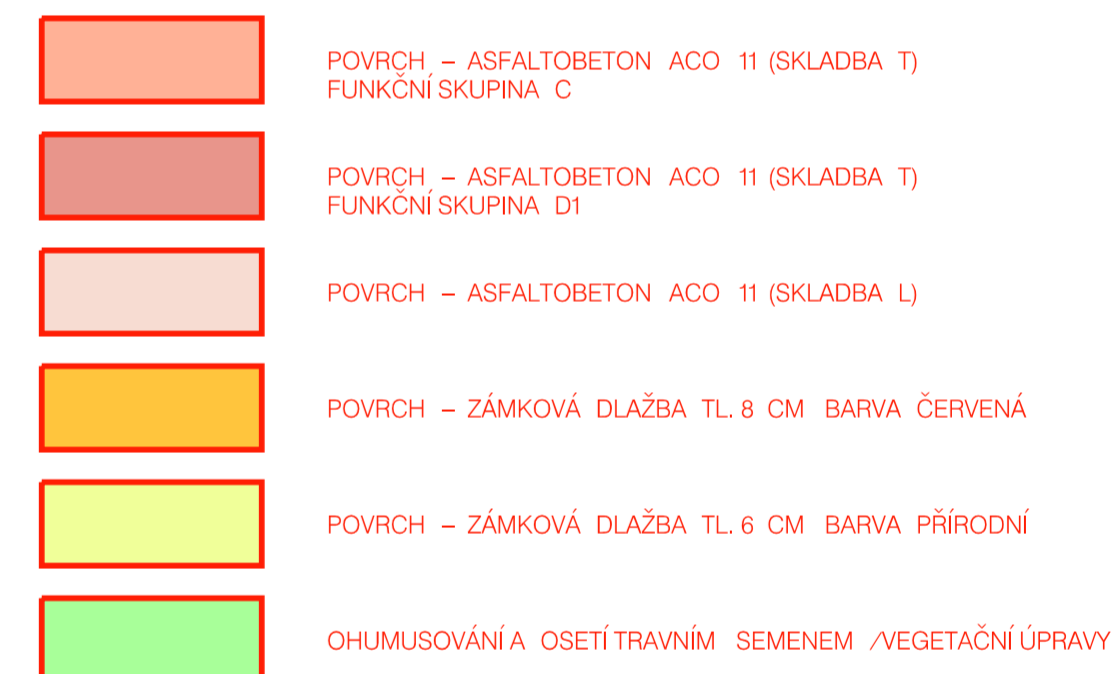 POVRCH – ASFALTOBETON ACO 11 (SKLADBA T)
FUNKČNÍ SKUPINA C
POVRCH – ASFALTOBETON ACO 11 (SKLADBA T)
FUNKČNÍ SKUPINA D1
POVRCH – ASFALTOBETON ACO 11 (SKLADBA L)
POVRCH – ZÁMKOVÁ DLAŽBA TL. 8 CM BARVA ČERVENÁ
POVRCH – ZÁMKOVÁ DLAŽBA TL. 6 CM BARVA PŘÍRODNÍ
OHUMUSOVÁNÍ A OSETÍ TRAVNÍM SEMENEM /VEGETAČNÍ ÚPRAVY